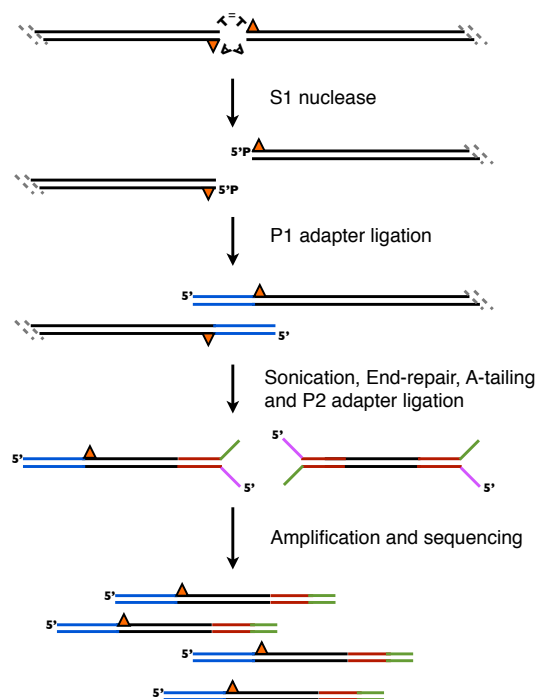 T=T
A A
S1 nuclease
5'P
5'P
P1 adapter ligation
5'
5'
Sonication, End-repair, A-tailing
and P2 adapter ligation
5'
5'
5'
5'
Amplification and sequencing
5'
5'
5'
5'